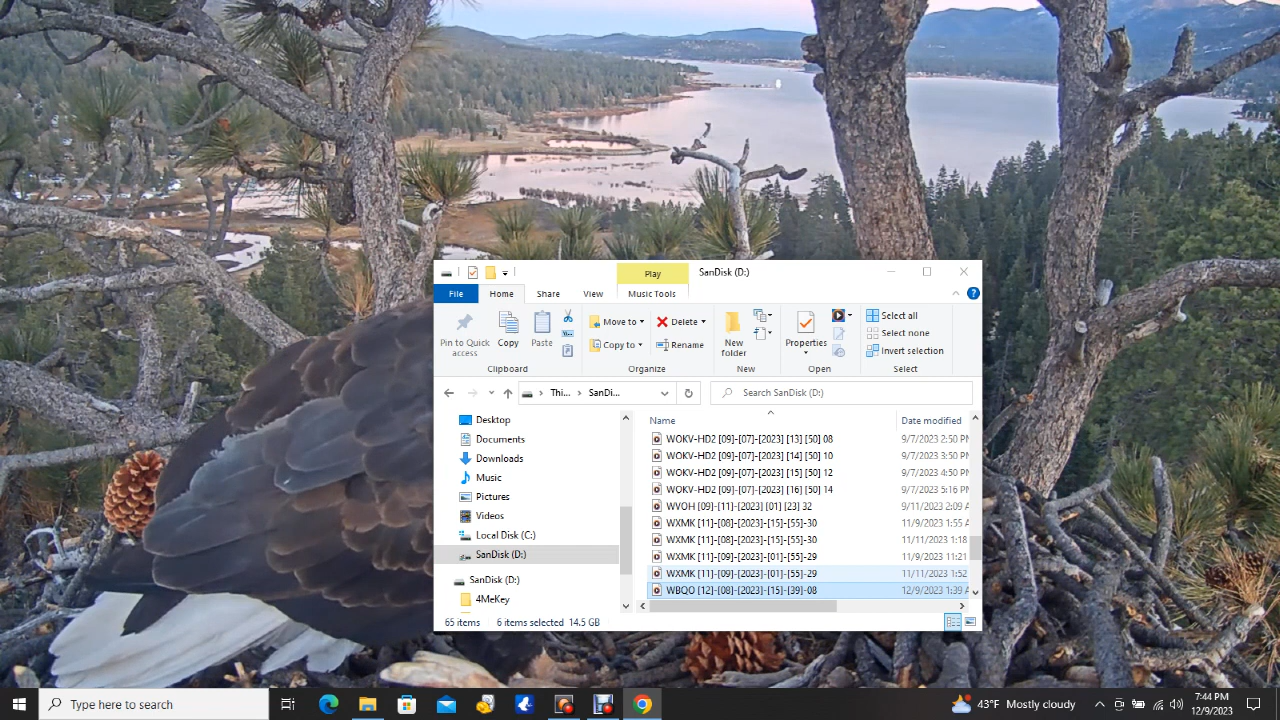 Play
SanDisk (D:)
File
Home
Share
View
Music Tools
Pin to Quick access
Copy
Paste
Move to
Copy to
Delete
Rename
New folder
Properties
Select all
Select none
Invert selection
Clipboard
Organize
New
Open
Select
Thi...
SanDi...
Search SanDisk (D:)
Desktop
Documents
Downloads
Music
Pictures
Videos
Local Disk (C:)
SanDisk (D:)
SanDisk (D:)
4MeKey
Name Date modified
WOKV-HD2 [09]-[07]-[2023] [13] [50] 08 9/7/2023 2:50 PM
WOKV-HD2 [09]-[07]-[2023] [14] [50] 10 9/7/2023 3:50 PM
WOKV-HD2 [09]-[07]-[2023] [15] [50] 12 9/7/2023 4:50 PM
WOKV-HD2 [09]-[07]-[2023] [16] [50] 14 9/7/2023 5:16 PM
WVOH [09]-[11]-[2023] [01] [23] 32 9/11/2023 2:09 A
WXMK [11]-[08]-[2023]-[15]-[55]-30 11/9/2023 1:55 A
WXMK [11]-[08]-[2023]-[15]-[55]-30 11/11/2023 1:18
WXMK [11]-[09]-[2023]-[01]-[55]-29 11/9/2023 11:21
WXMK [11]-[09]-[2023]-[01]-[55]-29 11/11/2023 1:52
WBQO [12]-[08]-[2023]-[15]-[39]-08 12/9/2023 1:39 A
65 items 6 items selected 14.5 GB
Type here to search
43°F Mostly cloudy
7:44 PM
12/9/2023